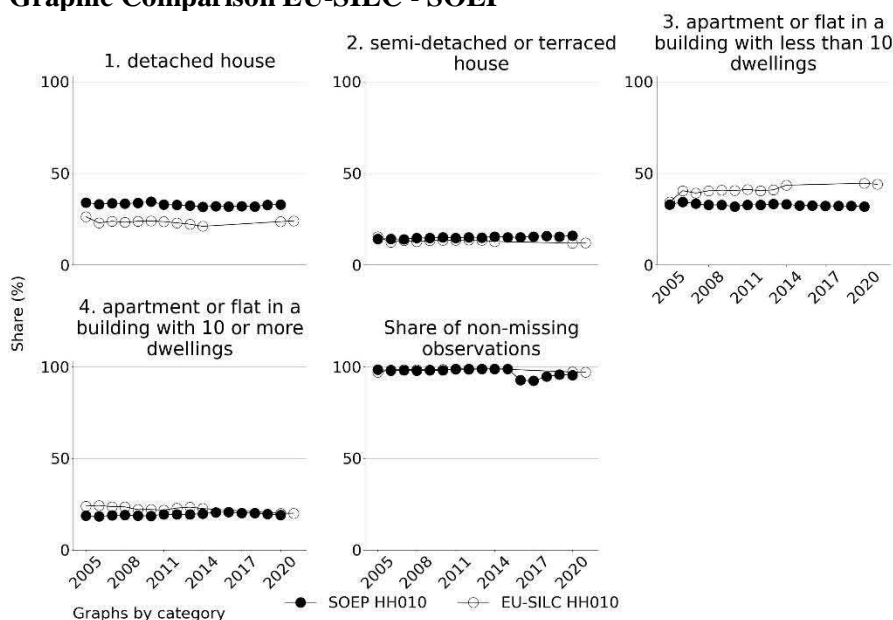 Graphic Comparison EU-SILC - SOEP
1. detached house
2. semi-detached or terraced
house
3. apartment or flat in a
building with less than 10
dwellings
100
50
0
100
50
0
100
50
0
2005
2008
2011
2014
2017
2020
Share (%)
4. apartment or flat in a
building with 10 or more
dwellings
Share of non-missing
observations
100
50
0
2005
2008
2011
2014
2017
2020
100
50
0
2005
2008
2011
2014
2017
2020
Graphs by category
SOEP HH010
EU-SILC HH010